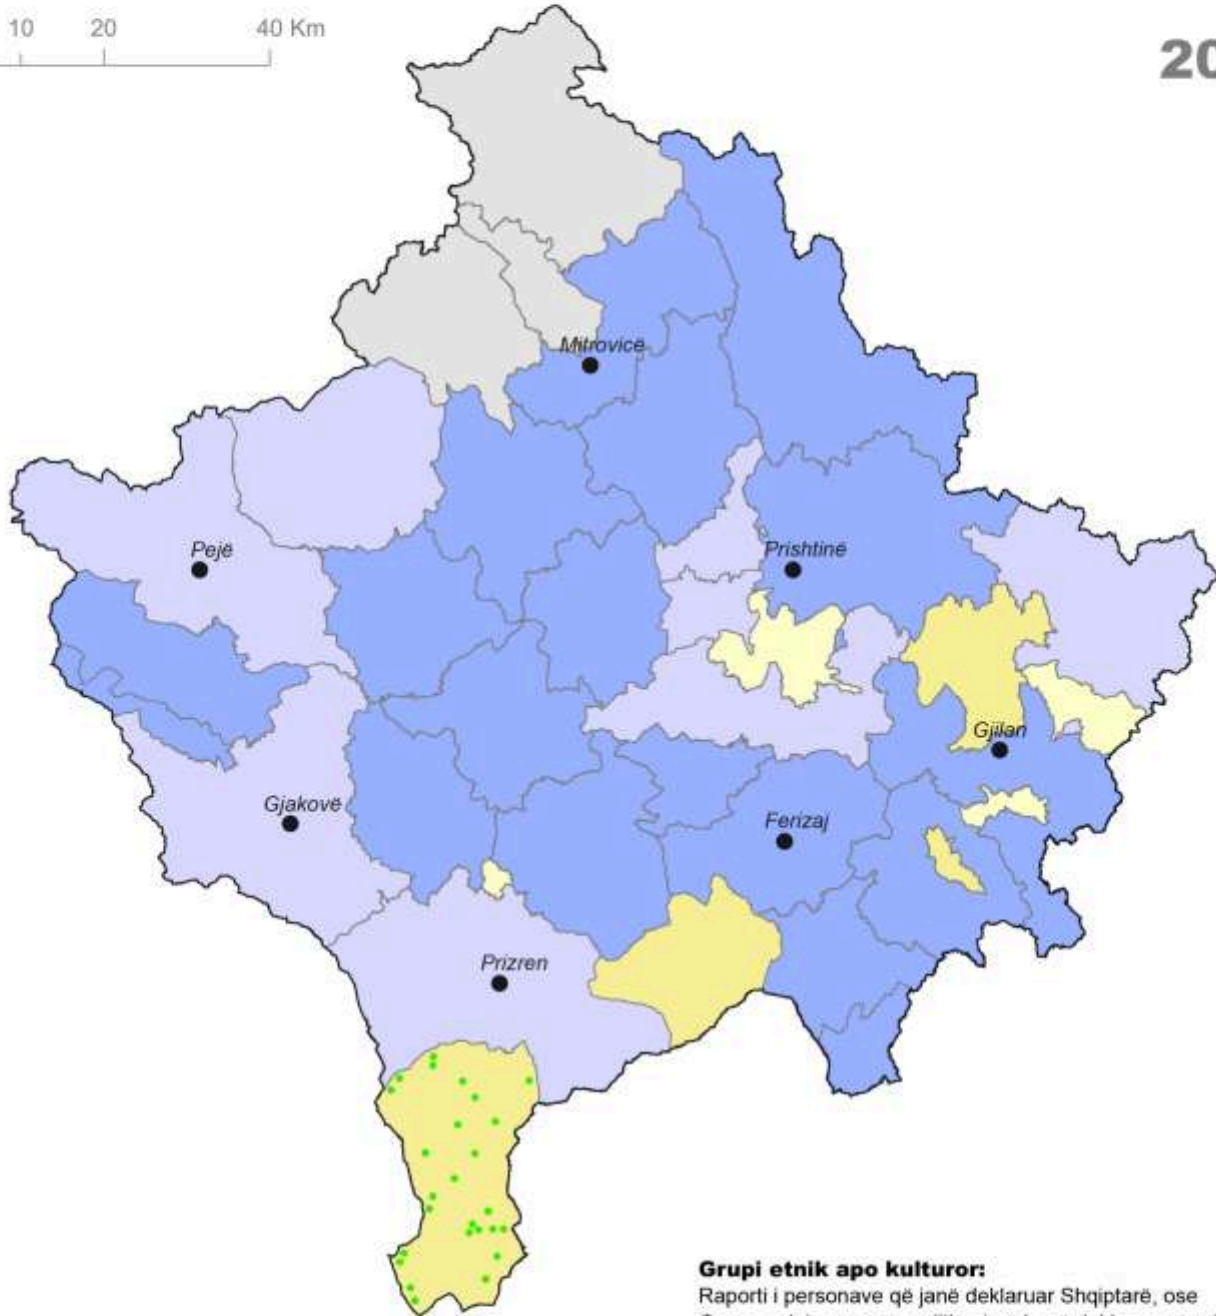 10 20 40 Km
20
Mitrovicë
Pejë
Prishtinë
Gjilan
Gjakovë
Ferizaj
Prizren
Grupi etnik apo kulturor:
Raporti i personave që janë deklaruar Shqiptarë, ose